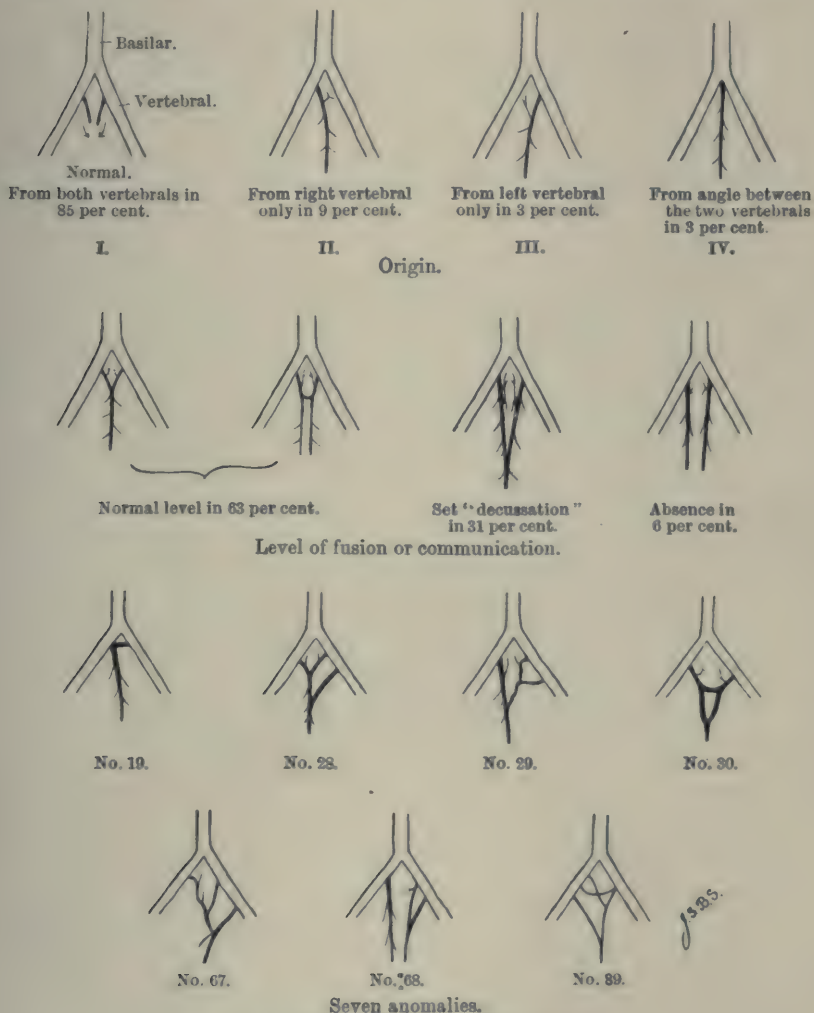 Basilar.
Vertebral.
Normal.
From both vertebrals in
85 per cent.
I.
From right vertebral
only in 9 per cent.
II.
From left vertebral
only in 3 per cent.
III.
From angle between
the two vertebrals
in 3 per cent.
IV.
Origin.
Normal level in 63 per cent.
Set "decussation"
in 31 per cent.
Absence in
6 per cent.
Level of fusion or communication.
No. 19.
No. 28.
No. 29.
No. 30.
No. 67.
No. 68.
No. 89.
J.S.B.S.
Seven anomalies.